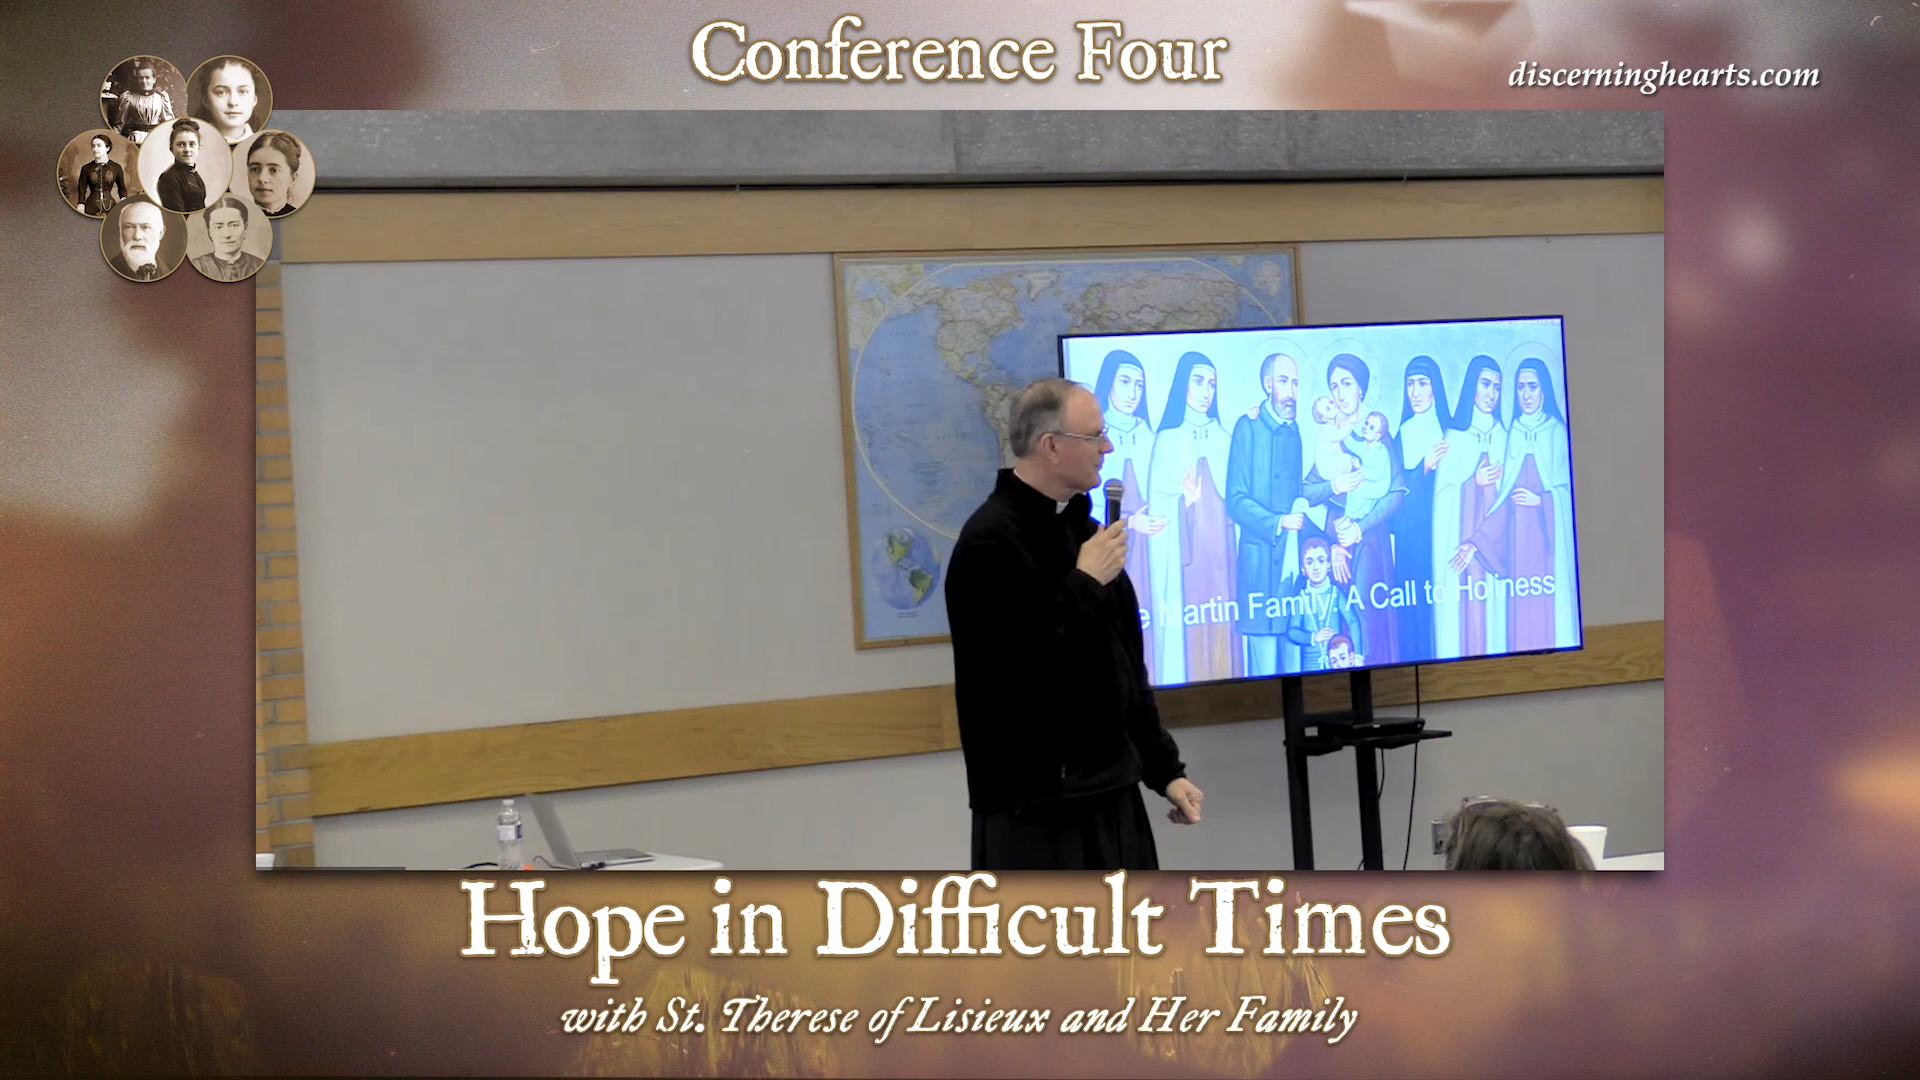 Conference Four
discerninghearts.com
Martin Family: A Call to Holiness
Hope in Difficult Times
with St. Therese of Lisieux and Her Family